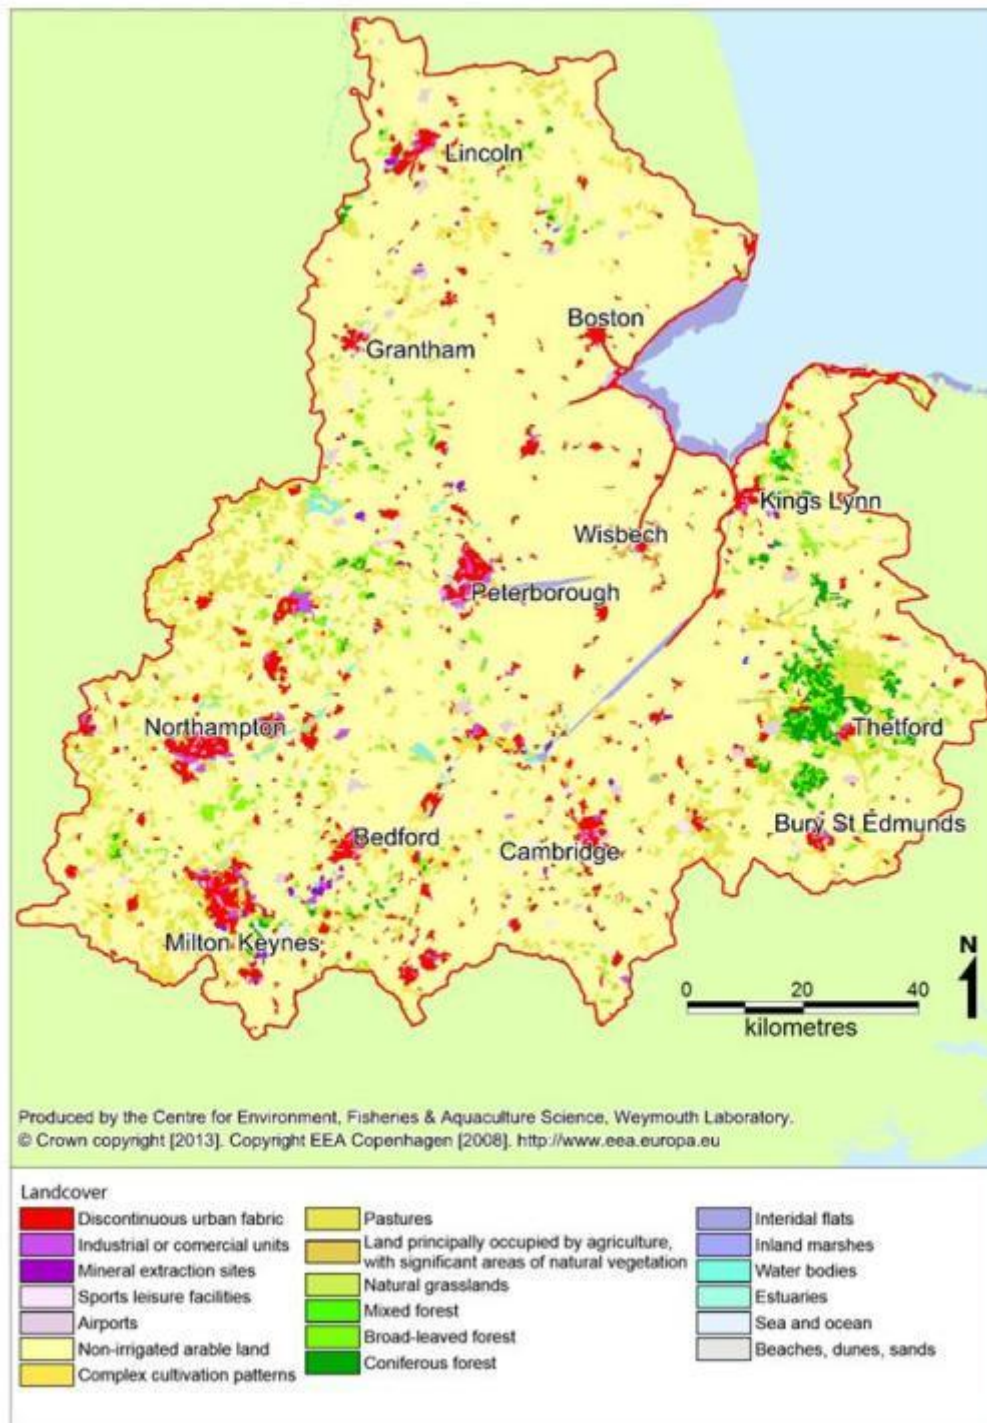 Lincoln
Boston
Grantham
Kings Lynn
Wisbech
Peterborough
Northampton
Thetford
Bedford
Cambridge
Bury St Edmunds
Milton Keynes
N
0 20 40
kilometres
Produced by the Centre for Environment, Fisheries & Aquaculture Science, Weymouth Laboratory.
© Crown copyright [2013]. Copyright EEA Copenhagen [2008]. http://www.eea.europa.eu
Landcover
Discontinuous urban fabric
Industrial or comercial units
Mineral extraction sites
Sports leisure facilities
Airports
Non-irrigated arable land
Complex cultivation patterns
Pastures
Land principally occupied by agriculture,
with significant areas of natural vegetation
Natural grasslands
Mixed forest
Broad-leaved forest
Coniferous forest
Interidal flats
Inland marshes
Water bodies
Estuaries
Sea and ocean
Beaches, dunes, sands